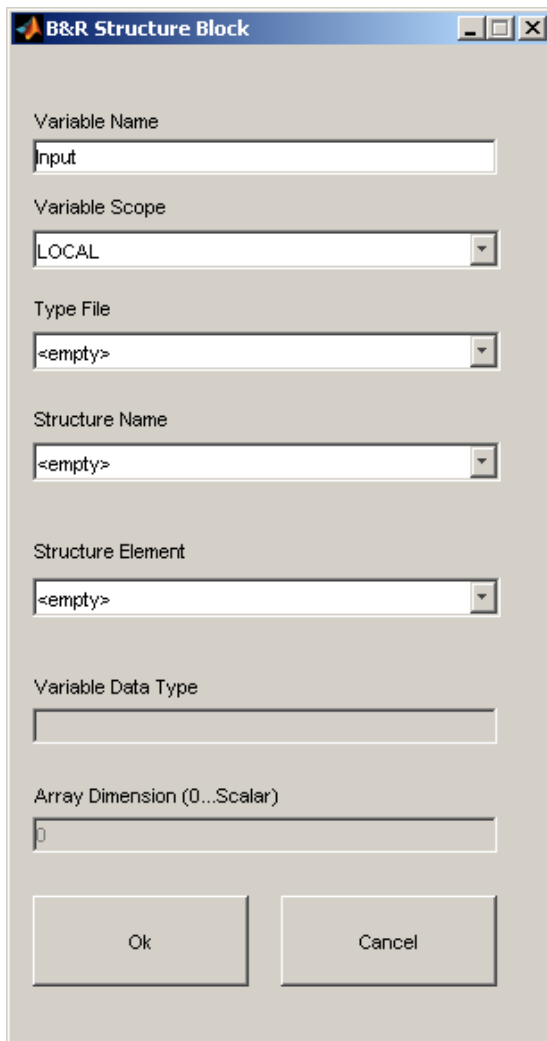 B&R Structure Block
Variable Name
Input
Variable Scope
LOCAL
Type File
<empty>
Structure Name
<empty>
Structure Element
<empty>
Variable Data Type
Array Dimension (0...Scalar)
0
Ok Cancel